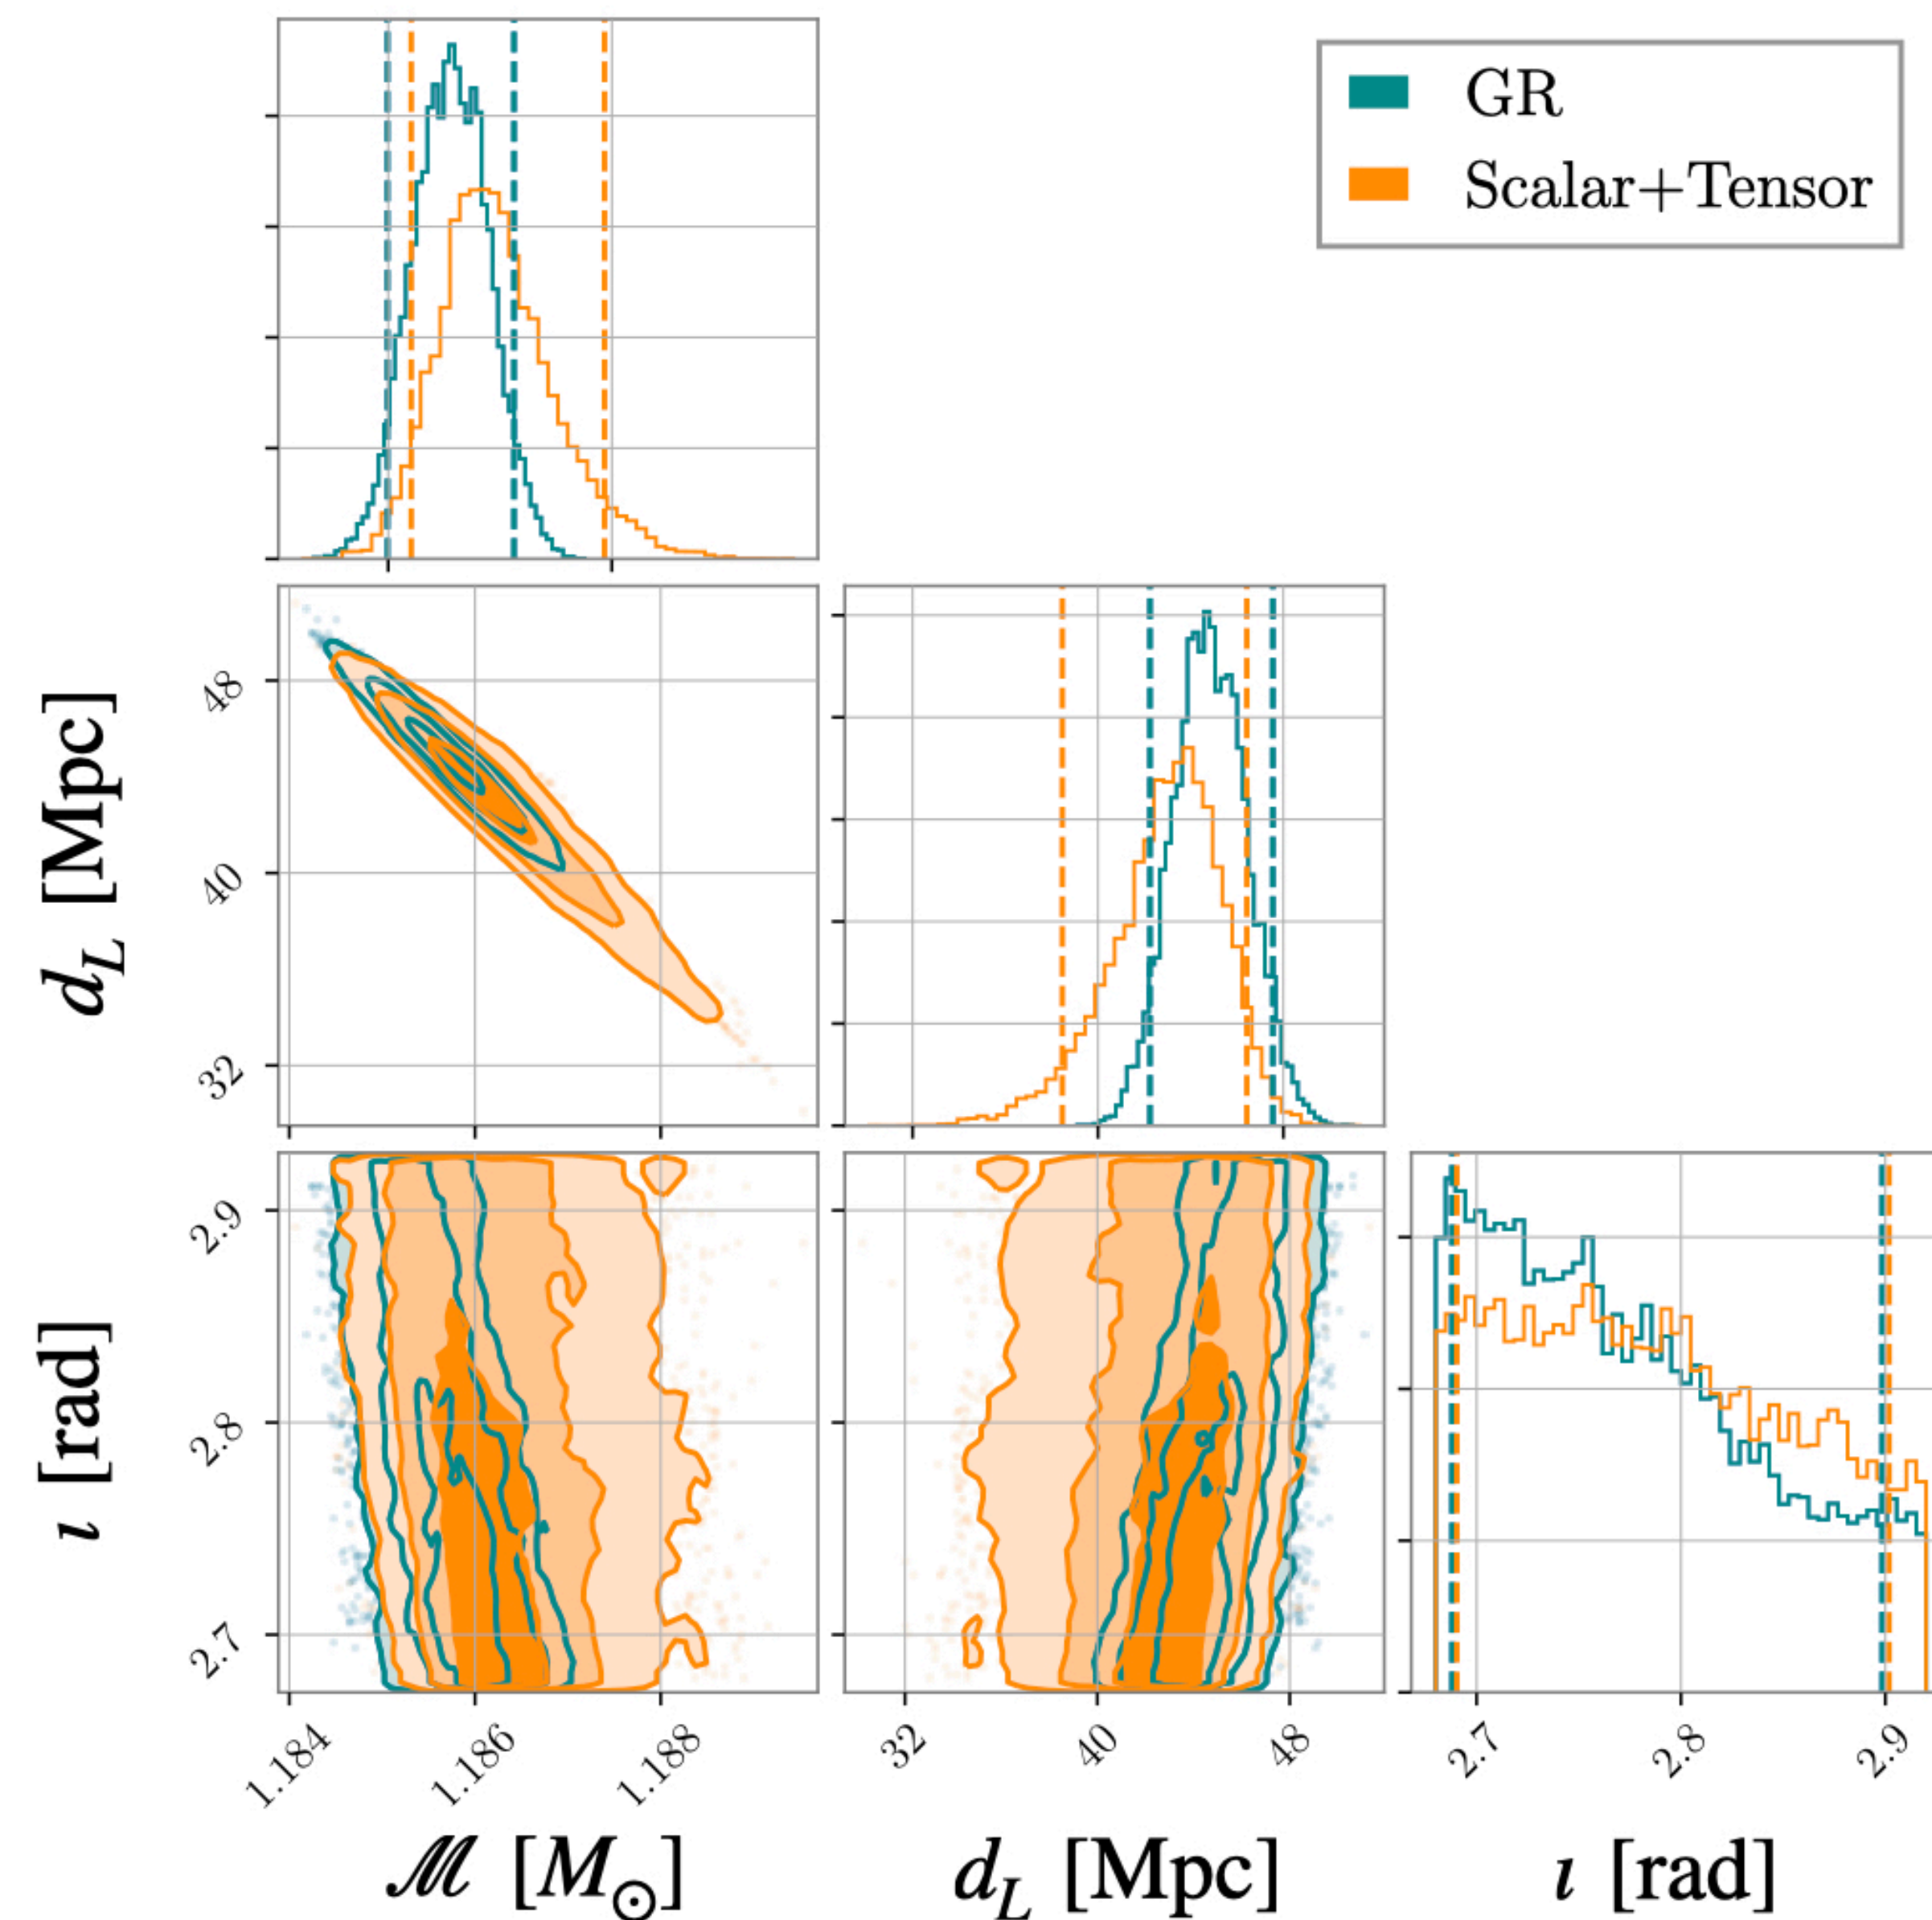 GR
Scalar+Tensor
d_L [Mpc]
48
40
32
ι [rad]
2.9
2.8
2.7
1.184
1.186
1.188
32
40
48
2.7
2.8
2.9
ℳ [M_⊙]
d_L [Mpc]
ι [rad]